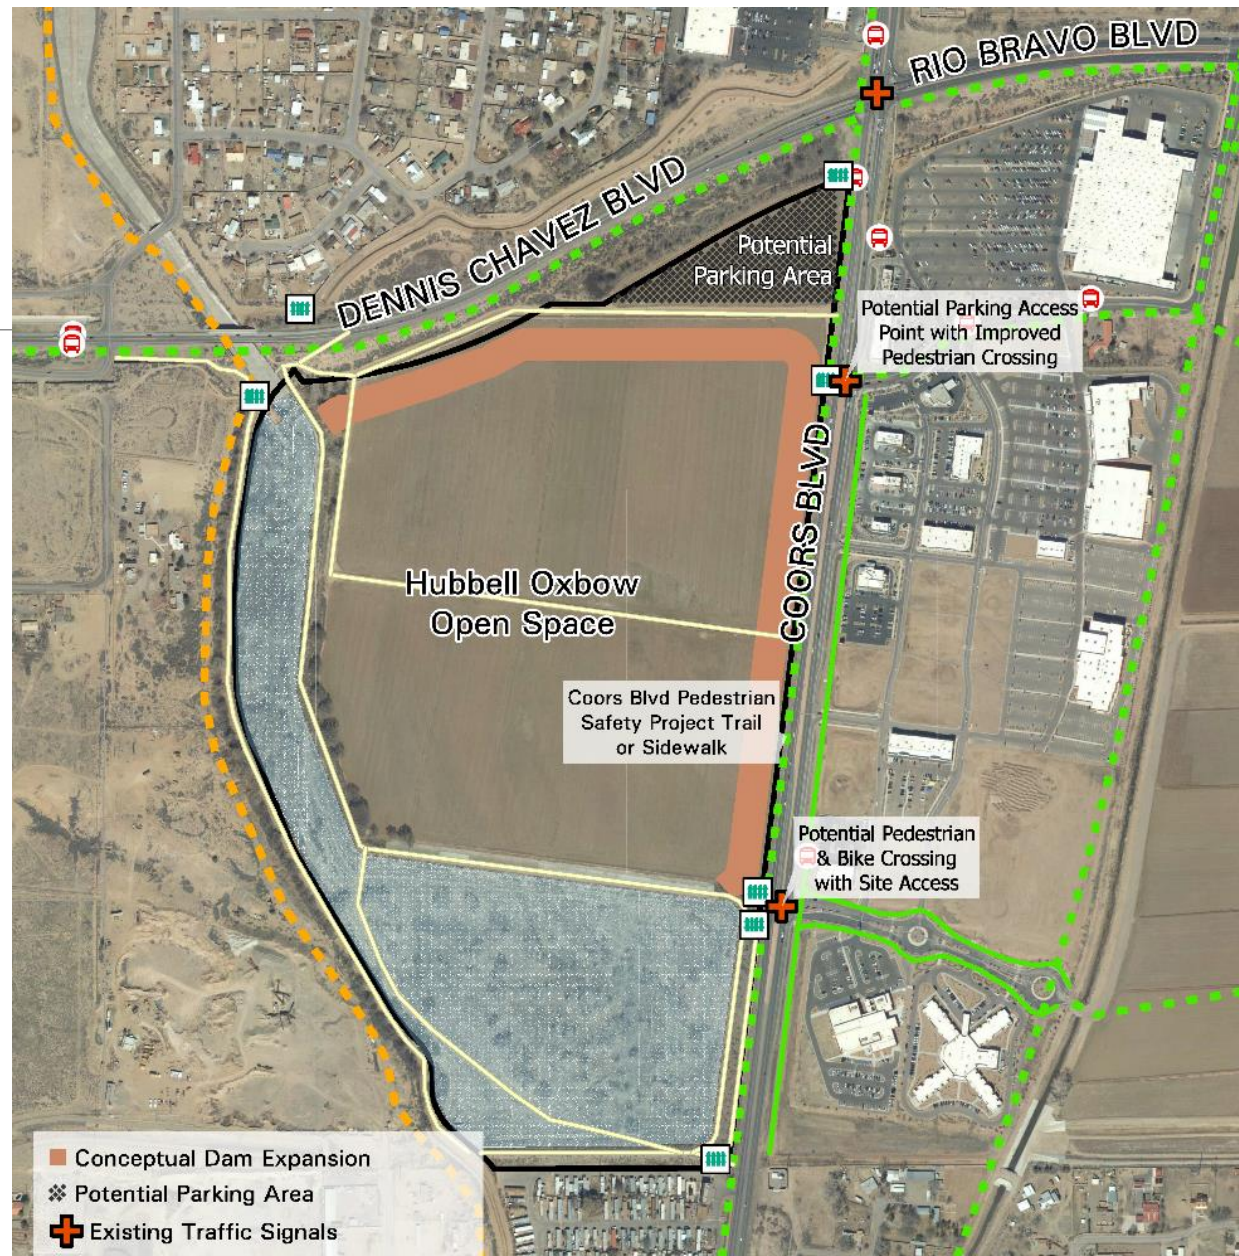 RIO BRAVO BLVD
DENNIS CHAVEZ BLVD
Potential
Parking Area
Potential Parking Access
Point with Improved
Pedestrian Crossing
COORS BLVD
Hubbell Oxbow
Open Space
Coors Blvd Pedestrian
Safety Project Trail
or Sidewalk
Potential Pedestrian
& Bike Crossing
with Site Access
Conceptual Dam Expansion
Potential Parking Area
Existing Traffic Signals